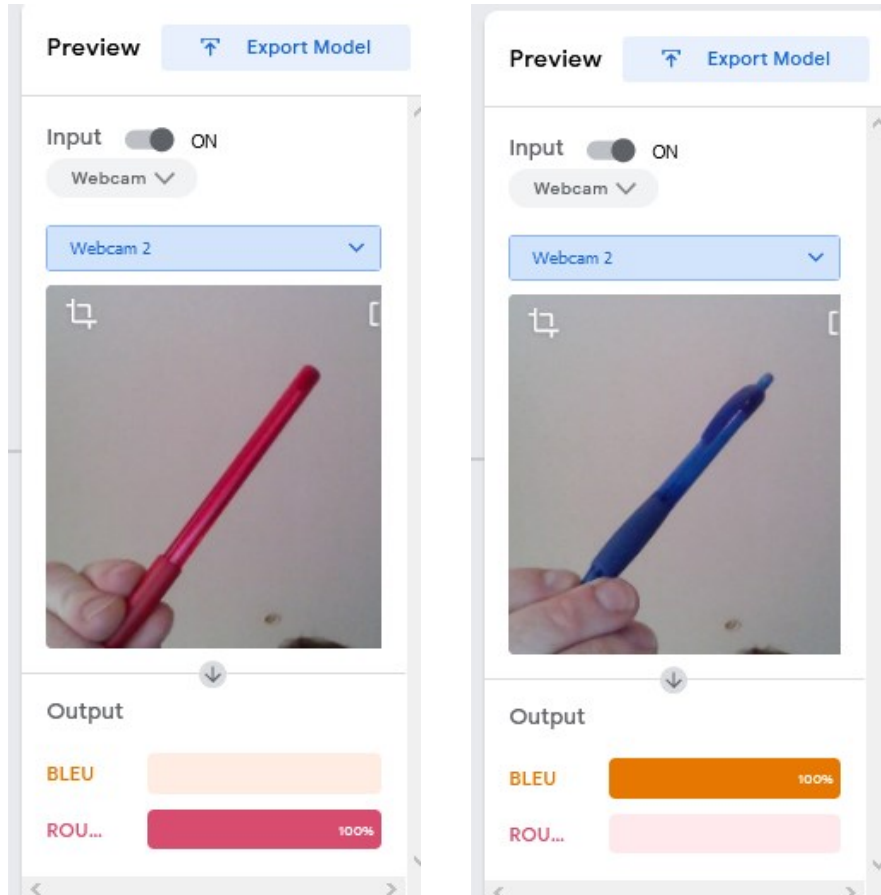 Preview Export Model
Input ON
Webcam
Webcam 2
Output
BLEU
ROU... 100%
Preview Export Model
Input ON
Webcam
Webcam 2
Output
BLEU 100%
ROU...